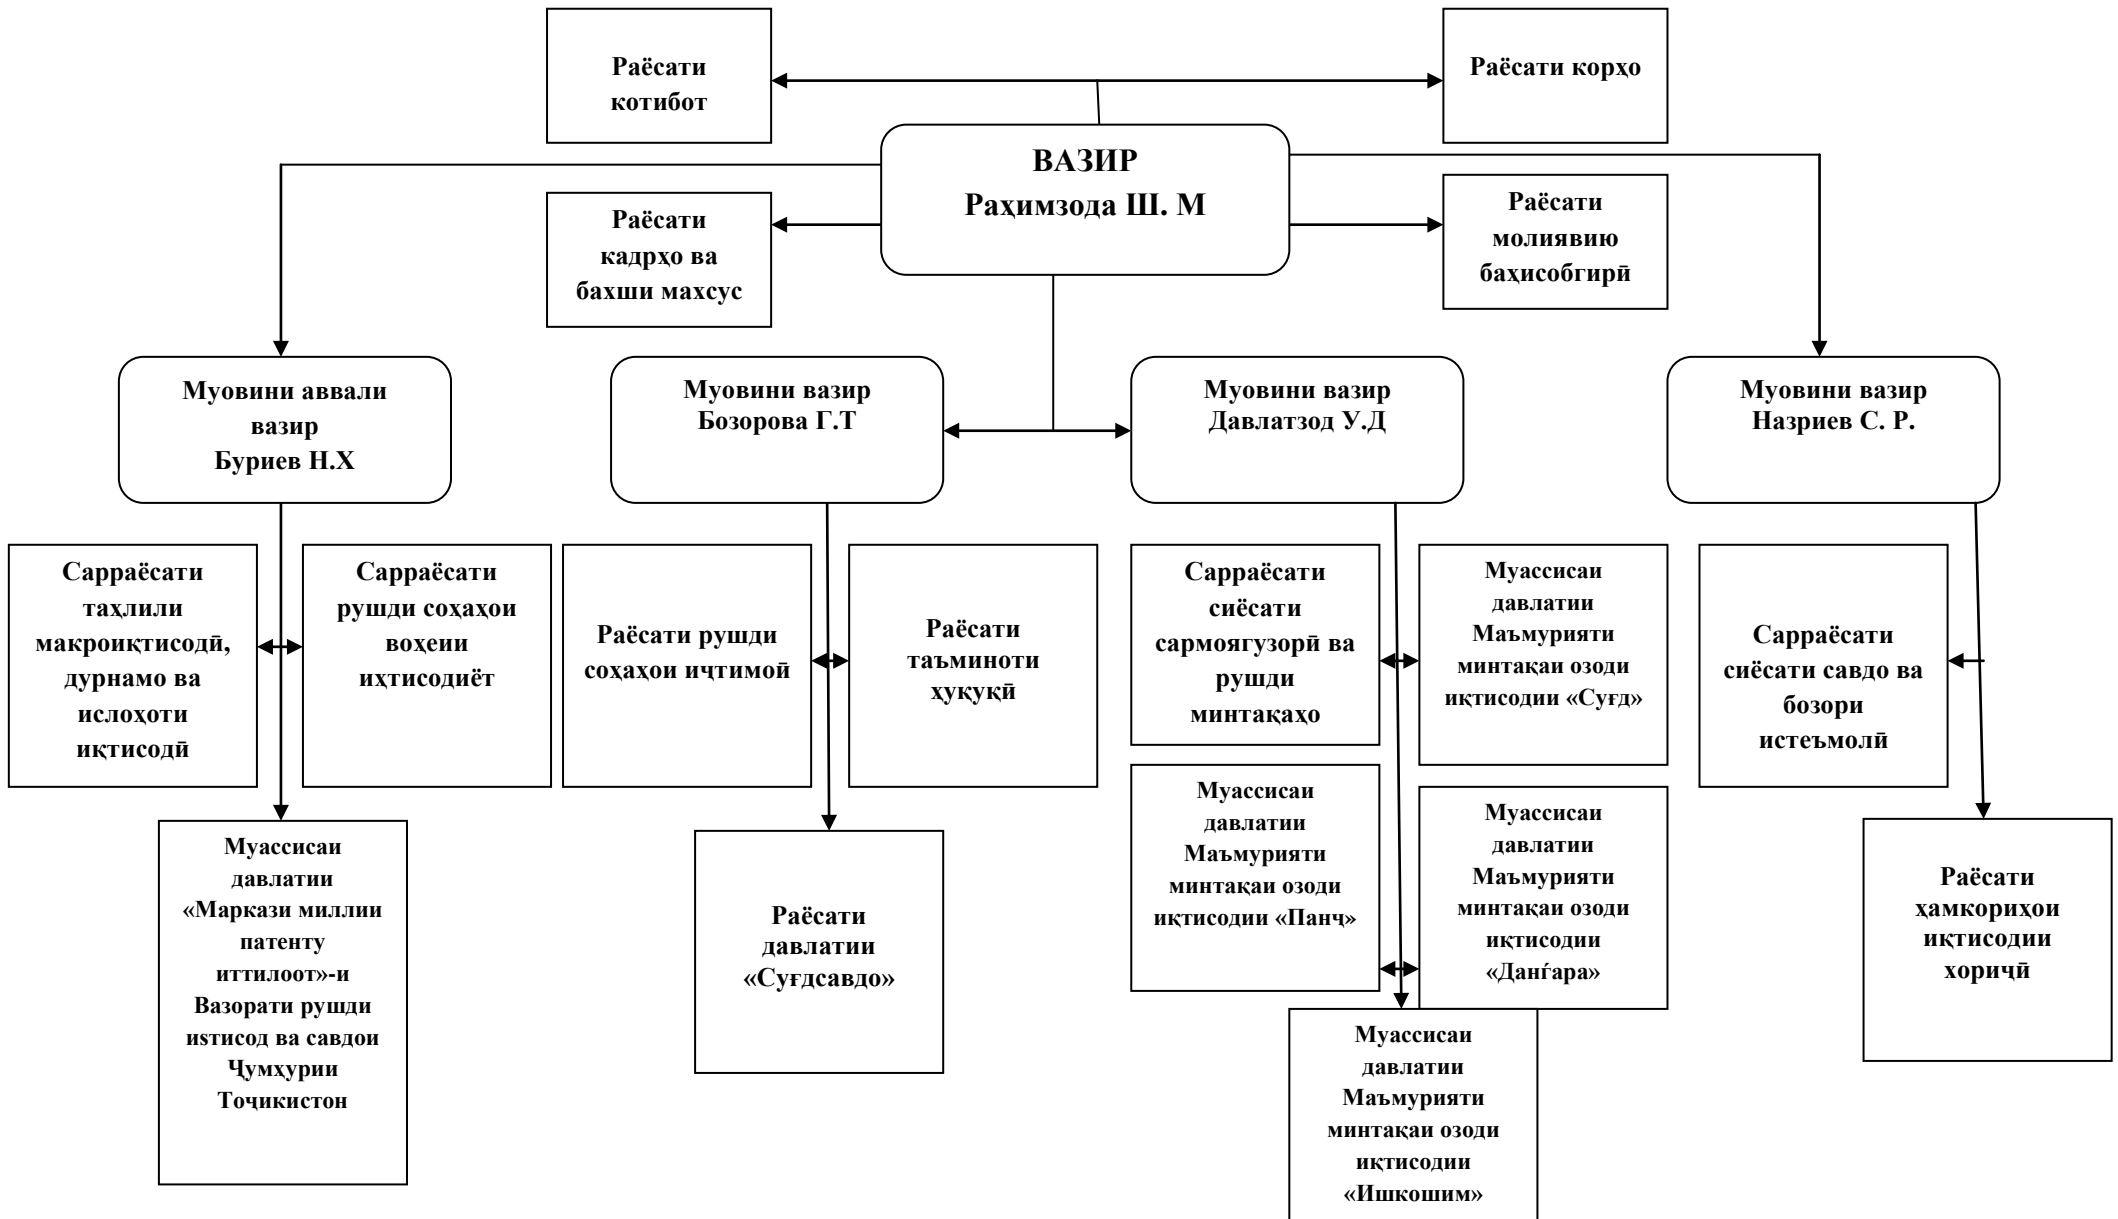 Раёсати
котибот
Раёсати корҳо
ВАЗИР
Раҳимзода Ш. М
Раёсати
кадрҳо ва
бахши махсус
Раёсати
молиявию
баҳисобгирӣ
Муовини аввали
вазир
Буриев Н.Х
Муовини вазир
Бозорова Г.Т
Муовини вазир
Давлатзод У.Д
Муовини вазир
Назриев С. Р.
Сарраёсати
таҳлили
макроиқтисодӣ,
дурнамо ва
ислоҳоти
иқтисодӣ
Сарраёсати
рушди соҳаҳои
воҳеии
иҳтисодиёт
Раёсати рушди
соҳаҳои иҷтимоӣ
Раёсати
таъминоти
ҳуқуқӣ
Сарраёсати
сиёсати
сармоягузорӣ ва
рушди
минтақаҳо
Муассисаи
давлатии
Маъмурияти
минтақаи озоди
иқтисодии «Суғд»
Сарраёсати
сиёсати савдо ва
бозори
истеъмолӣ
Муассисаи
давлатии
«Маркази миллии
патенту
иттилоот»-и
Вазорати рушди
иsтисод ва савдои
Ҷумҳурии
Тоҷикистон
Раёсати
давлатии
«Суғдсавдо»
Муассисаи
давлатии
Маъмурияти
минтақаи озоди
иқтисодии «Панҷ»
Муассисаи
давлатии
Маъмурияти
минтақаи озоди
иқтисодии
«Данѓара»
Муассисаи
давлатии
Маъмурияти
минтақаи озоди
иқтисодии
«Ишкошим»
Раёсати
ҳамкориҳои
иқтисодии
хориҷӣ